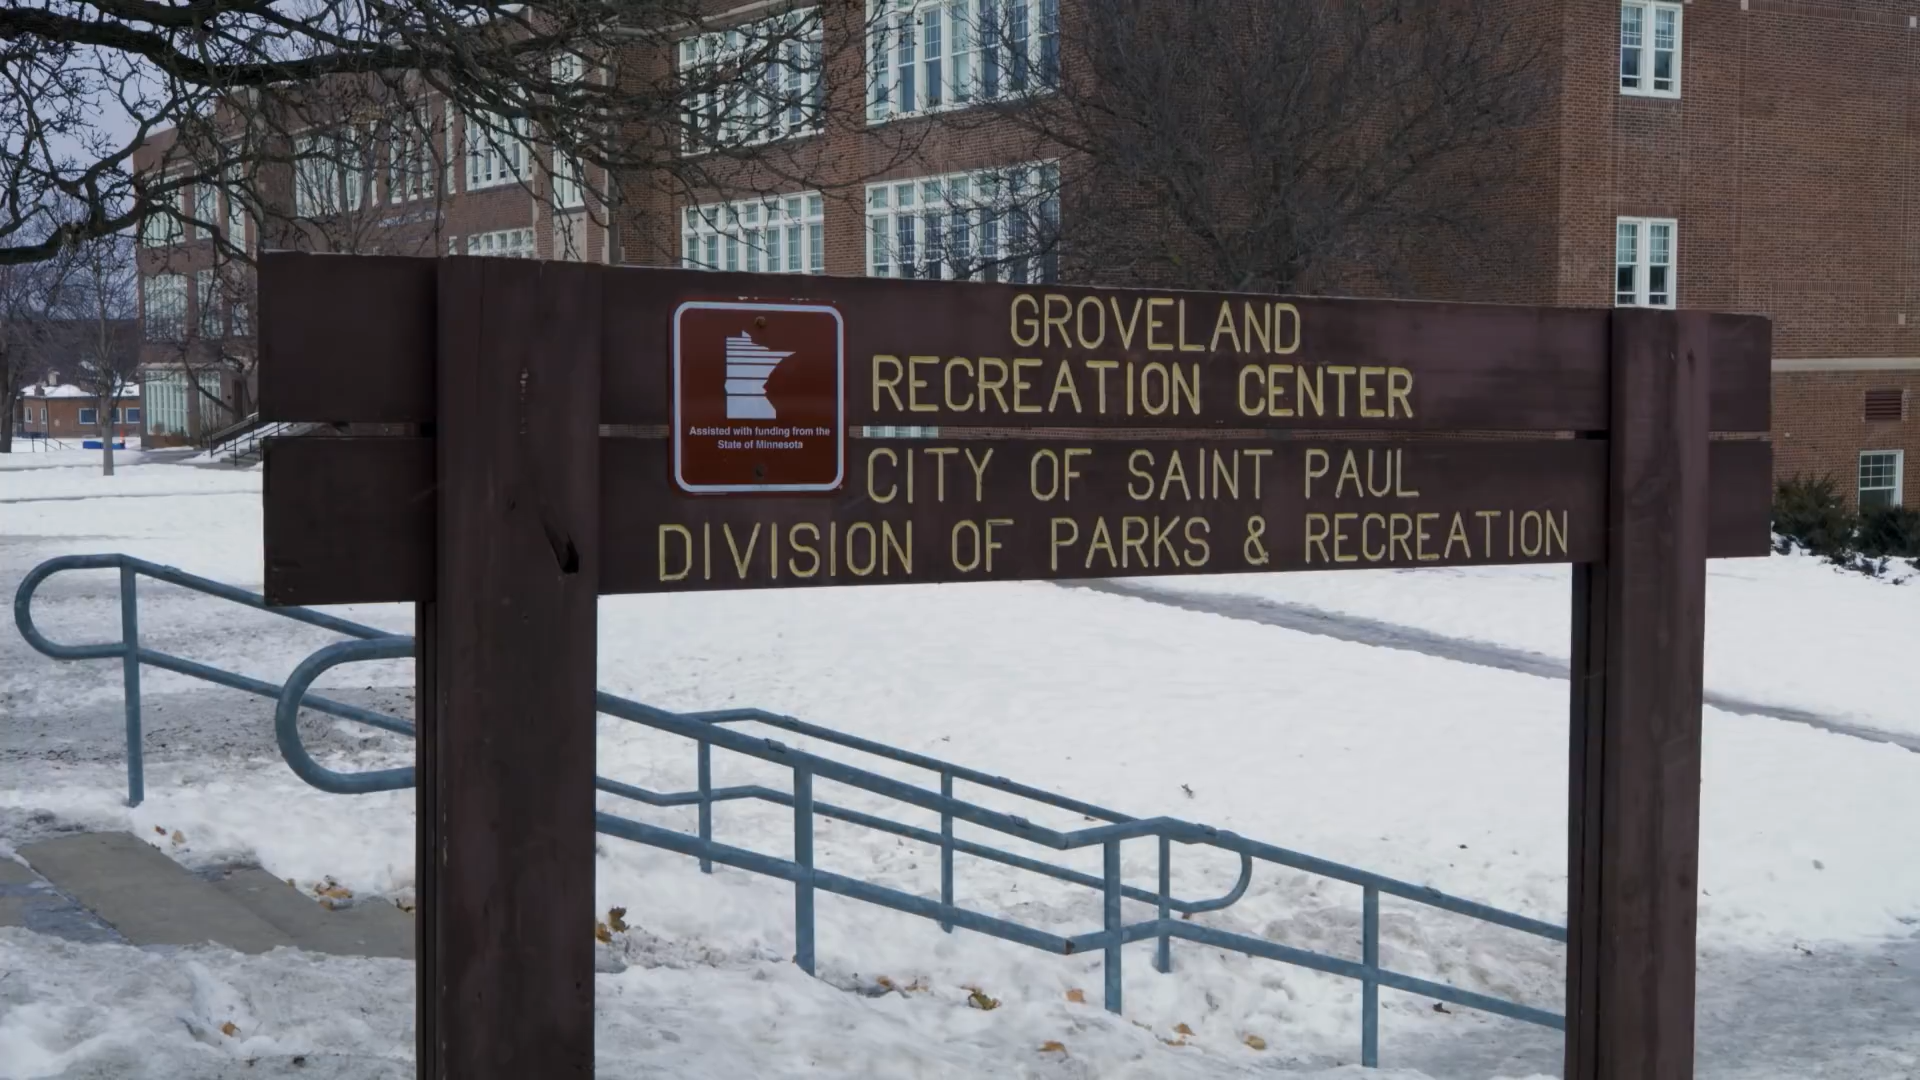 GROVELAND
RECREATION CENTER
CITY OF SAINT PAUL
DIVISION OF PARKS & RECREATION
Assisted with funding from the
State of Minnesota